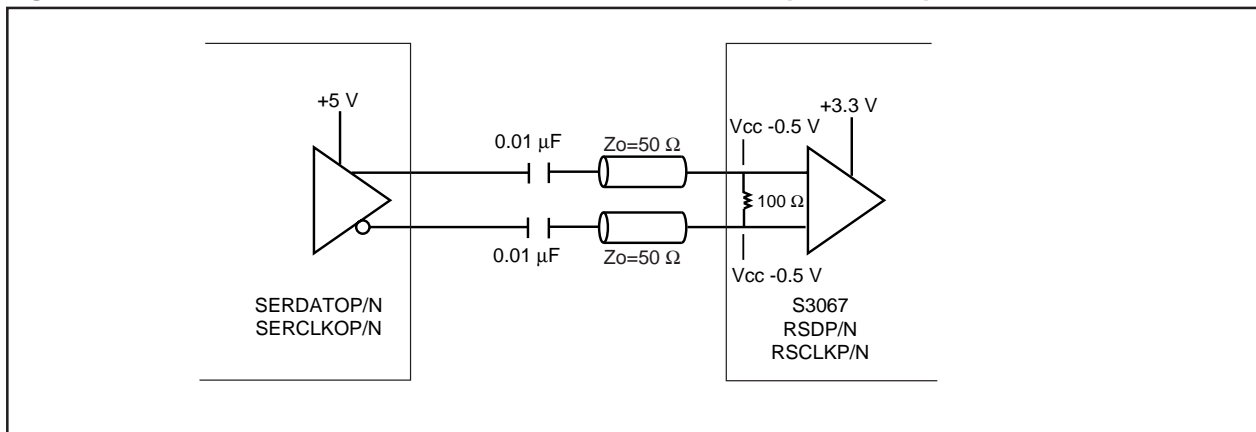 +5 V
0.01 μF
Zo=50 Ω
Vcc -0.5 V
+3.3 V
100 Ω
0.01 μF
Zo=50 Ω
Vcc -0.5 V
SERDATOP/N
SERCLKOP/N
S3067
RSDP/N
RSCLKP/N